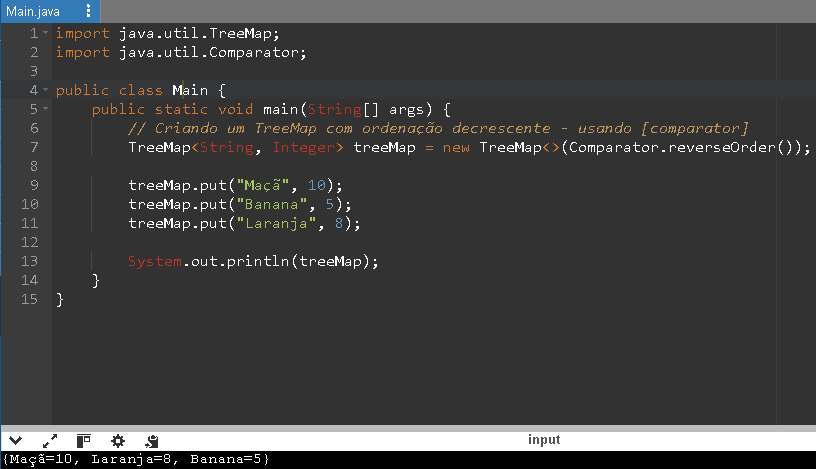 Main.java
1 import java.util.TreeMap;
2 import java.util.Comparator;
3
4 public class Main {
5 public static void main(String[] args) {
6 // Criando um TreeMap com ordenação decrescente - usando [comparator]
7 TreeMap<String, Integer> treeMap = new TreeMap<>(Comparator.reverseOrder());
8
9 treeMap.put("Maçã", 10);
10 treeMap.put("Banana", 5);
11 treeMap.put("Laranja", 8);
12
13 System.out.println(treeMap);
14 }
15 }
input
{Maçã=10, Laranja=8, Banana=5}